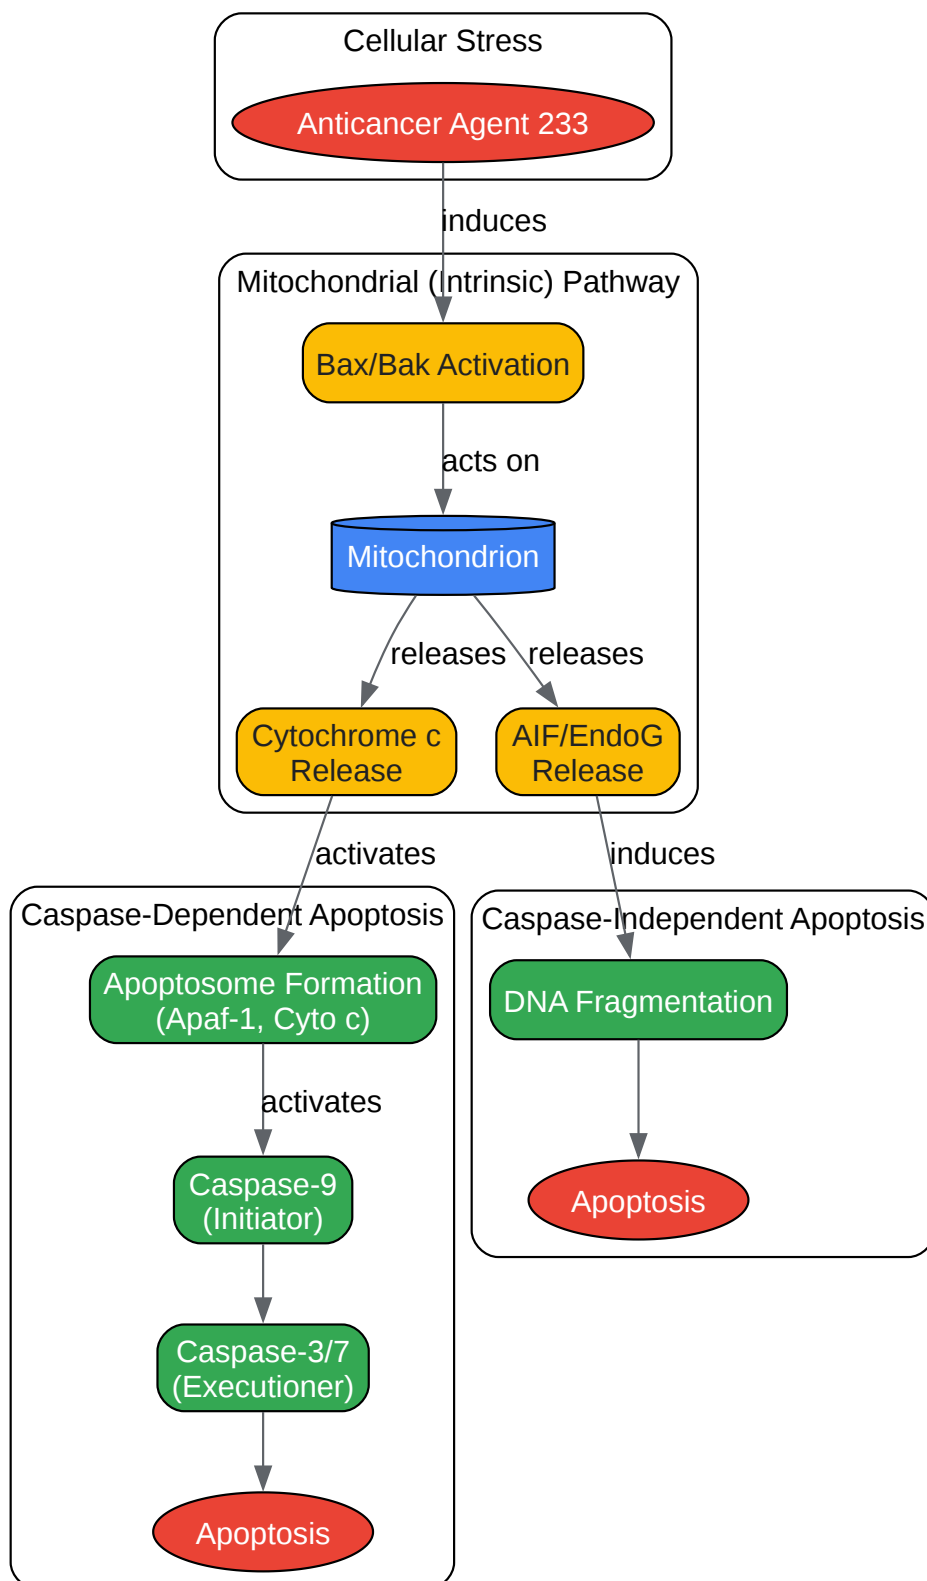 Cellular Stress
Anticancer Agent 233
induces
Mitochondrial (Intrinsic) Pathway
Bax/Bak Activation
acts on
Mitochondrion
releases
releases
Cytochrome c
Release
AIF/EndoG
Release
activates
induces
Caspase-Dependent Apoptosis
Apoptosome Formation
(Apaf-1, Cyto c)
activates
Caspase-9
(Initiator)
Caspase-3/7
(Executioner)
Apoptosis
Caspase-Independent Apoptosis
DNA Fragmentation
Apoptosis